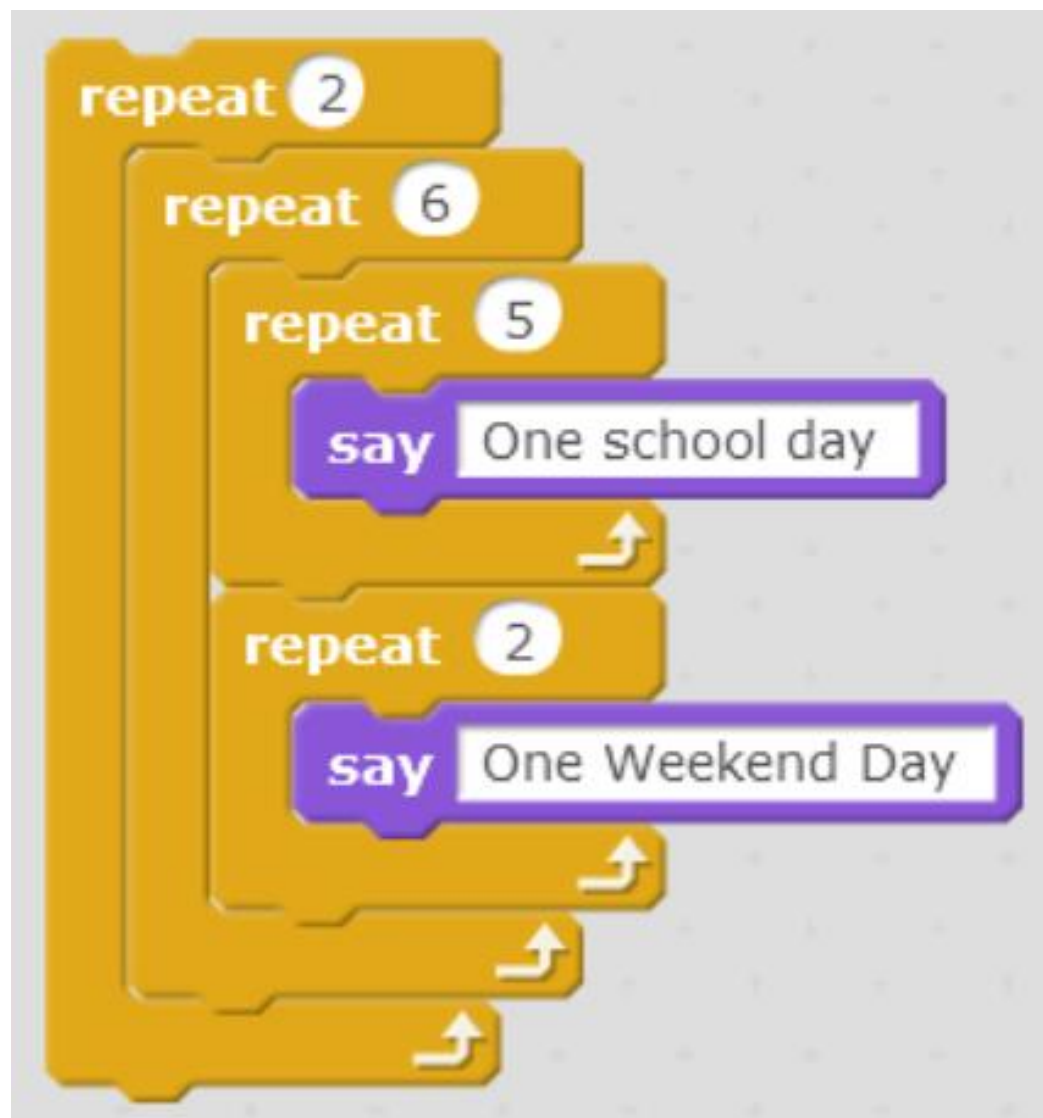 repeat 2
repeat 6
repeat 5
say One school day
repeat 2
say One Weekend Day